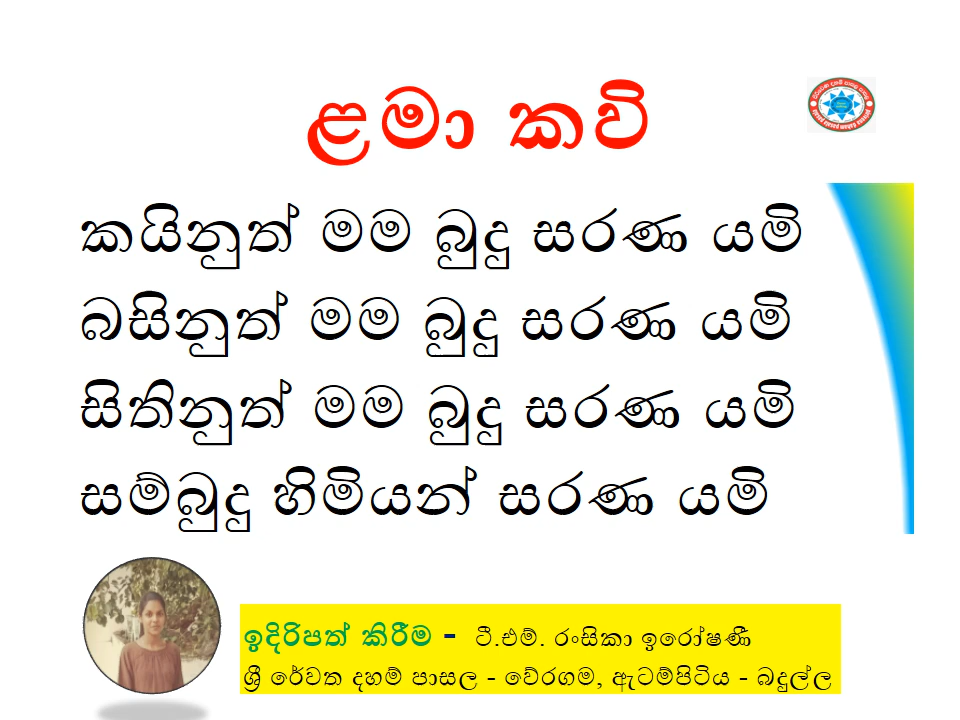 ළමා කවි
කයිනුත් මම බුදු සරණ යමි
බසිනුත් මම බුදු සරණ යමි
සිතිනුත් මම බුදු සරණ යමි
සම්බුදු හිමියන් සරණ යමි
ඉදිරිපත් කිරීම - ටී.එම්. රංසිකා ඉරෝෂණී
ශ්‍රී රේවත දහම් පාසල - වේරගම, ඇටම්පිටිය - බදුල්ල